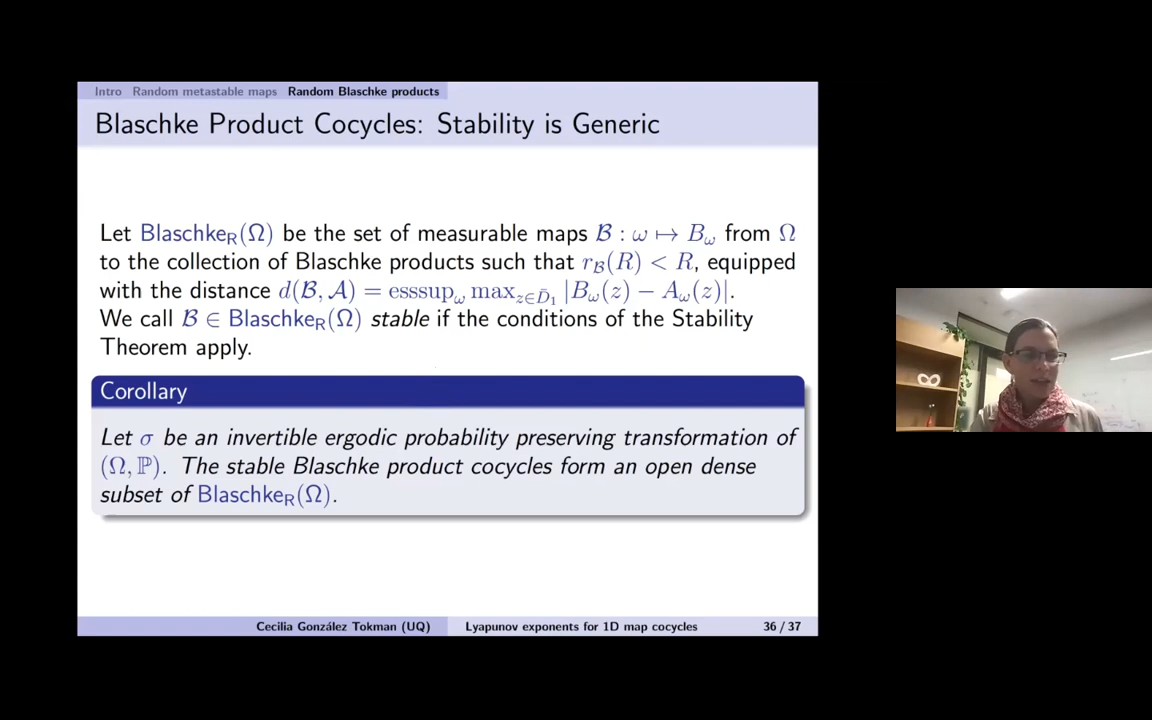 Intro Random metastable maps Random Blaschke products
Blaschke Product Cocycles: Stability is Generic
Let Blaschke_R(Ω) be the set of measurable maps 𝓑 : ω ↦ B_ω from Ω
to the collection of Blaschke products such that r_𝓑(R) < R, equipped
with the distance d(𝓑, 𝓐) = esssup_ω max_{z∈D̄₁} |B_ω(z) − A_ω(z)|.
We call 𝓑 ∈ Blaschke_R(Ω) stable if the conditions of the Stability
Theorem apply.
Corollary
Let σ be an invertible ergodic probability preserving transformation of
(Ω, ℙ). The stable Blaschke product cocycles form an open dense
subset of Blaschke_R(Ω).
Cecilia González Tokman (UQ) Lyapunov exponents for 1D map cocycles 36 / 37